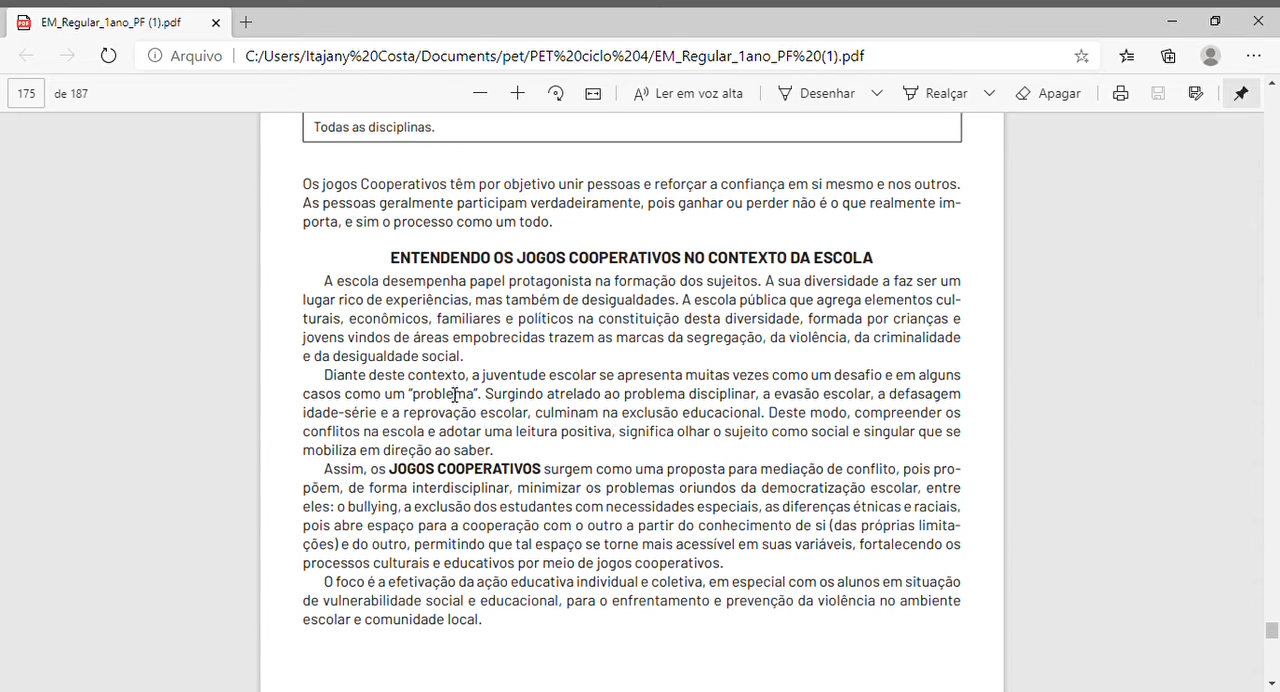 EM_Regular_1ano_PF (1).pdf
Arquivo
C:/Users/Itajany%20Costa/Documents/pet/PET%20ciclo%204/EM_Regular_1ano_PF%20(1).pdf
175 de 187
Ler em voz alta
Desenhar
Realçar
Apagar
Todas as disciplinas.
Os jogos Cooperativos têm por objetivo unir pessoas e reforçar a confiança em si mesmo e nos outros.
As pessoas geralmente participam verdadeiramente, pois ganhar ou perder não é o que realmente im-
porta, e sim o processo como um todo.
ENTENDENDO OS JOGOS COOPERATIVOS NO CONTEXTO DA ESCOLA
A escola desempenha papel protagonista na formação dos sujeitos. A sua diversidade a faz ser um
lugar rico de experiências, mas também de desigualdades. A escola pública que agrega elementos cul-
turais, econômicos, familiares e políticos na constituição desta diversidade, formada por crianças e
jovens vindos de áreas empobrecidas trazem as marcas da segregação, da violência, da criminalidade
e da desigualdade social.
Diante deste contexto, a juventude escolar se apresenta muitas vezes como um desafio e em alguns
casos como um “problema”. Surgindo atrelado ao problema disciplinar, a evasão escolar, a defasagem
idade-série e a reprovação escolar, culminam na exclusão educacional. Deste modo, compreender os
conflitos na escola e adotar uma leitura positiva, significa olhar o sujeito como social e singular que se
mobiliza em direção ao saber.
Assim, os JOGOS COOPERATIVOS surgem como uma proposta para mediação de conflito, pois pro-
põem, de forma interdisciplinar, minimizar os problemas oriundos da democratização escolar, entre
eles: o bullying, a exclusão dos estudantes com necessidades especiais, as diferenças étnicas e raciais,
pois abre espaço para a cooperação com o outro a partir do conhecimento de si (das próprias limita-
ções) e do outro, permitindo que tal espaço se torne mais acessível em suas variáveis, fortalecendo os
processos culturais e educativos por meio de jogos cooperativos.
O foco é a efetivação da ação educativa individual e coletiva, em especial com os alunos em situação
de vulnerabilidade social e educacional, para o enfrentamento e prevenção da violência no ambiente
escolar e comunidade local.